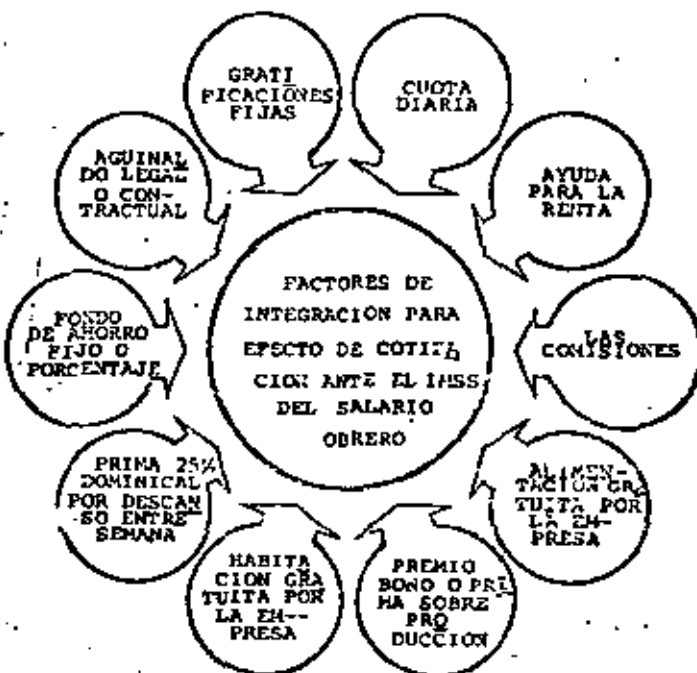 GRATI
FICACIONES
FIJAS
CUOTA
DIARIA
AYUDA
PARA LA
RENTA
LAS
COMISIONES
ALIMEN-
TACION GRA
TUITA POR
LA EM-
PRESA
PREMIO
BONO O PRI
MA SOBRE
PRO
DUCCION
HABITA
CION GRA
TUITA POR
LA EM--
PRESA
PRIMA 25%
DOMINICAL
POR DESCAN
SO ENTRE
SEMANA
FONDO
DE AHORRO
FIJO O
PORCENTAJE
AGUINAL
DO LEGAL
O CON-
TRACTUAL
FACTORES DE
INTEGRACION PARA
EFECTO DE COTIZA
CION ANTE EL IMSS
DEL SALARIO
OBRERO